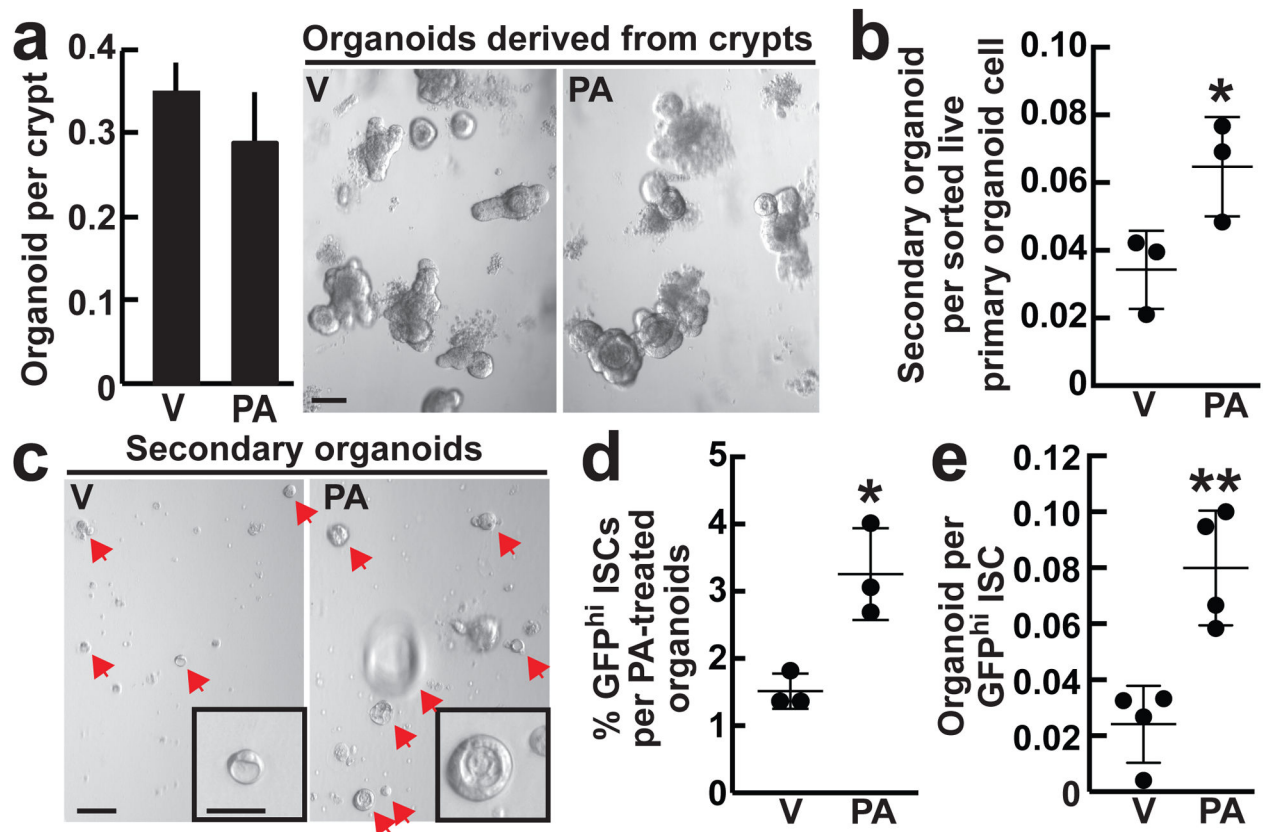 a
Organoid per crypt
0.4
0.3
0.2
0.1
0
V
PA
Organoids derived from crypts
V
PA
b
Secondary organoid
per sorted live
primary organoid cell
0.10
0.08
0.06
0.04
0.02
0
*
V
PA
c
Secondary organoids
V
PA
d
% GFPhi ISCs
per PA-treated
organoids
5
4
3
2
1
0
*
V
PA
e
Organoid per
GFPhi ISC
0.12
0.10
0.08
0.06
0.04
0.02
0
**
V
PA